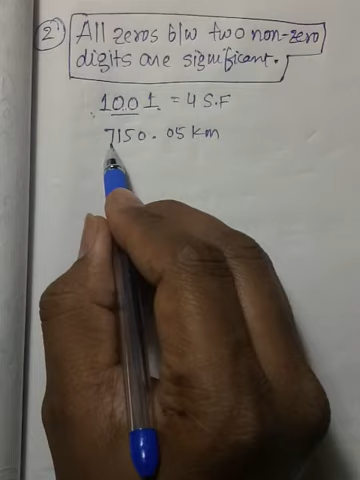 2) All zeros b/w two non-zero
digits are significant.
1001 = 4 S.F
7150.05 km